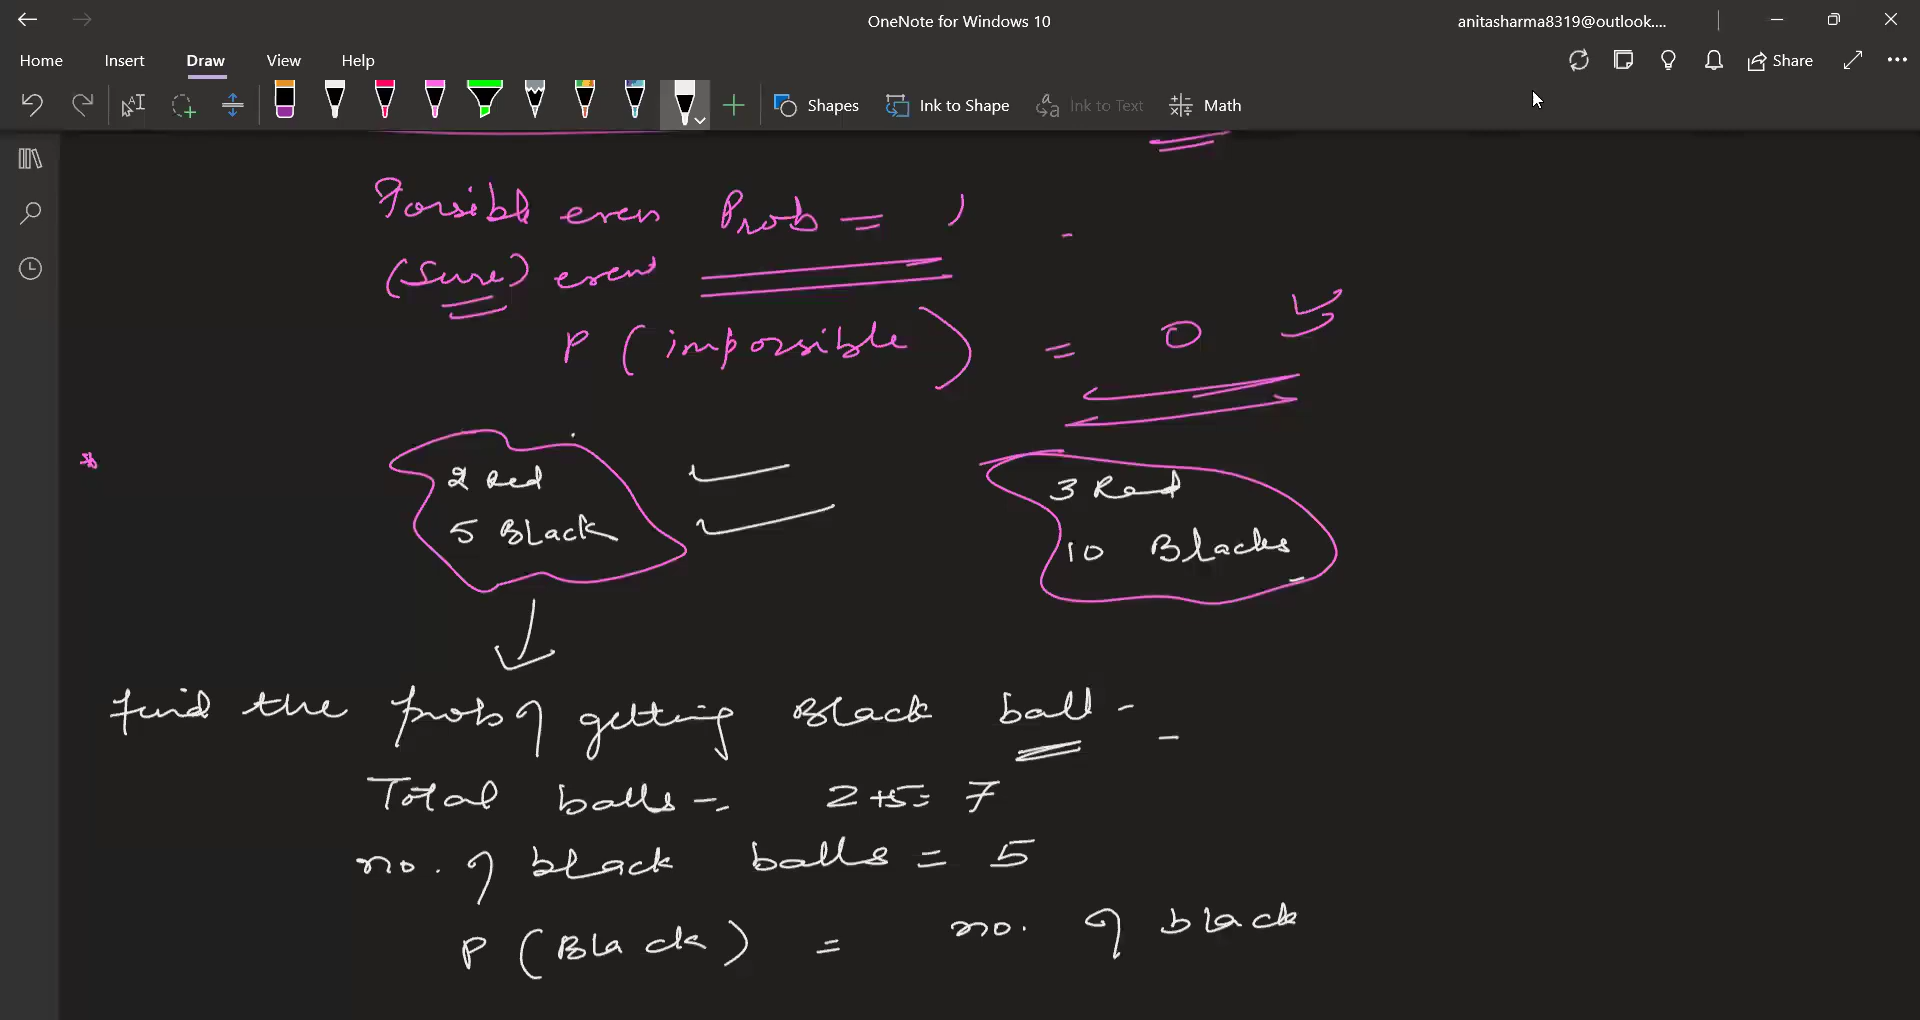 OneNote for Windows 10
anitasharma8319@outlook....
Home Insert Draw View Help
Share
Shapes Ink to Shape Ink to Text Math
Possible even Prob = 1
(Sure) event
P (impossible) = 0
2 Red
5 Black
3 Red
10 Blacks
find the prob of getting Black ball -
Total balls = 2+5= 7
no. of black balls = 5
P (Black) = no. of black